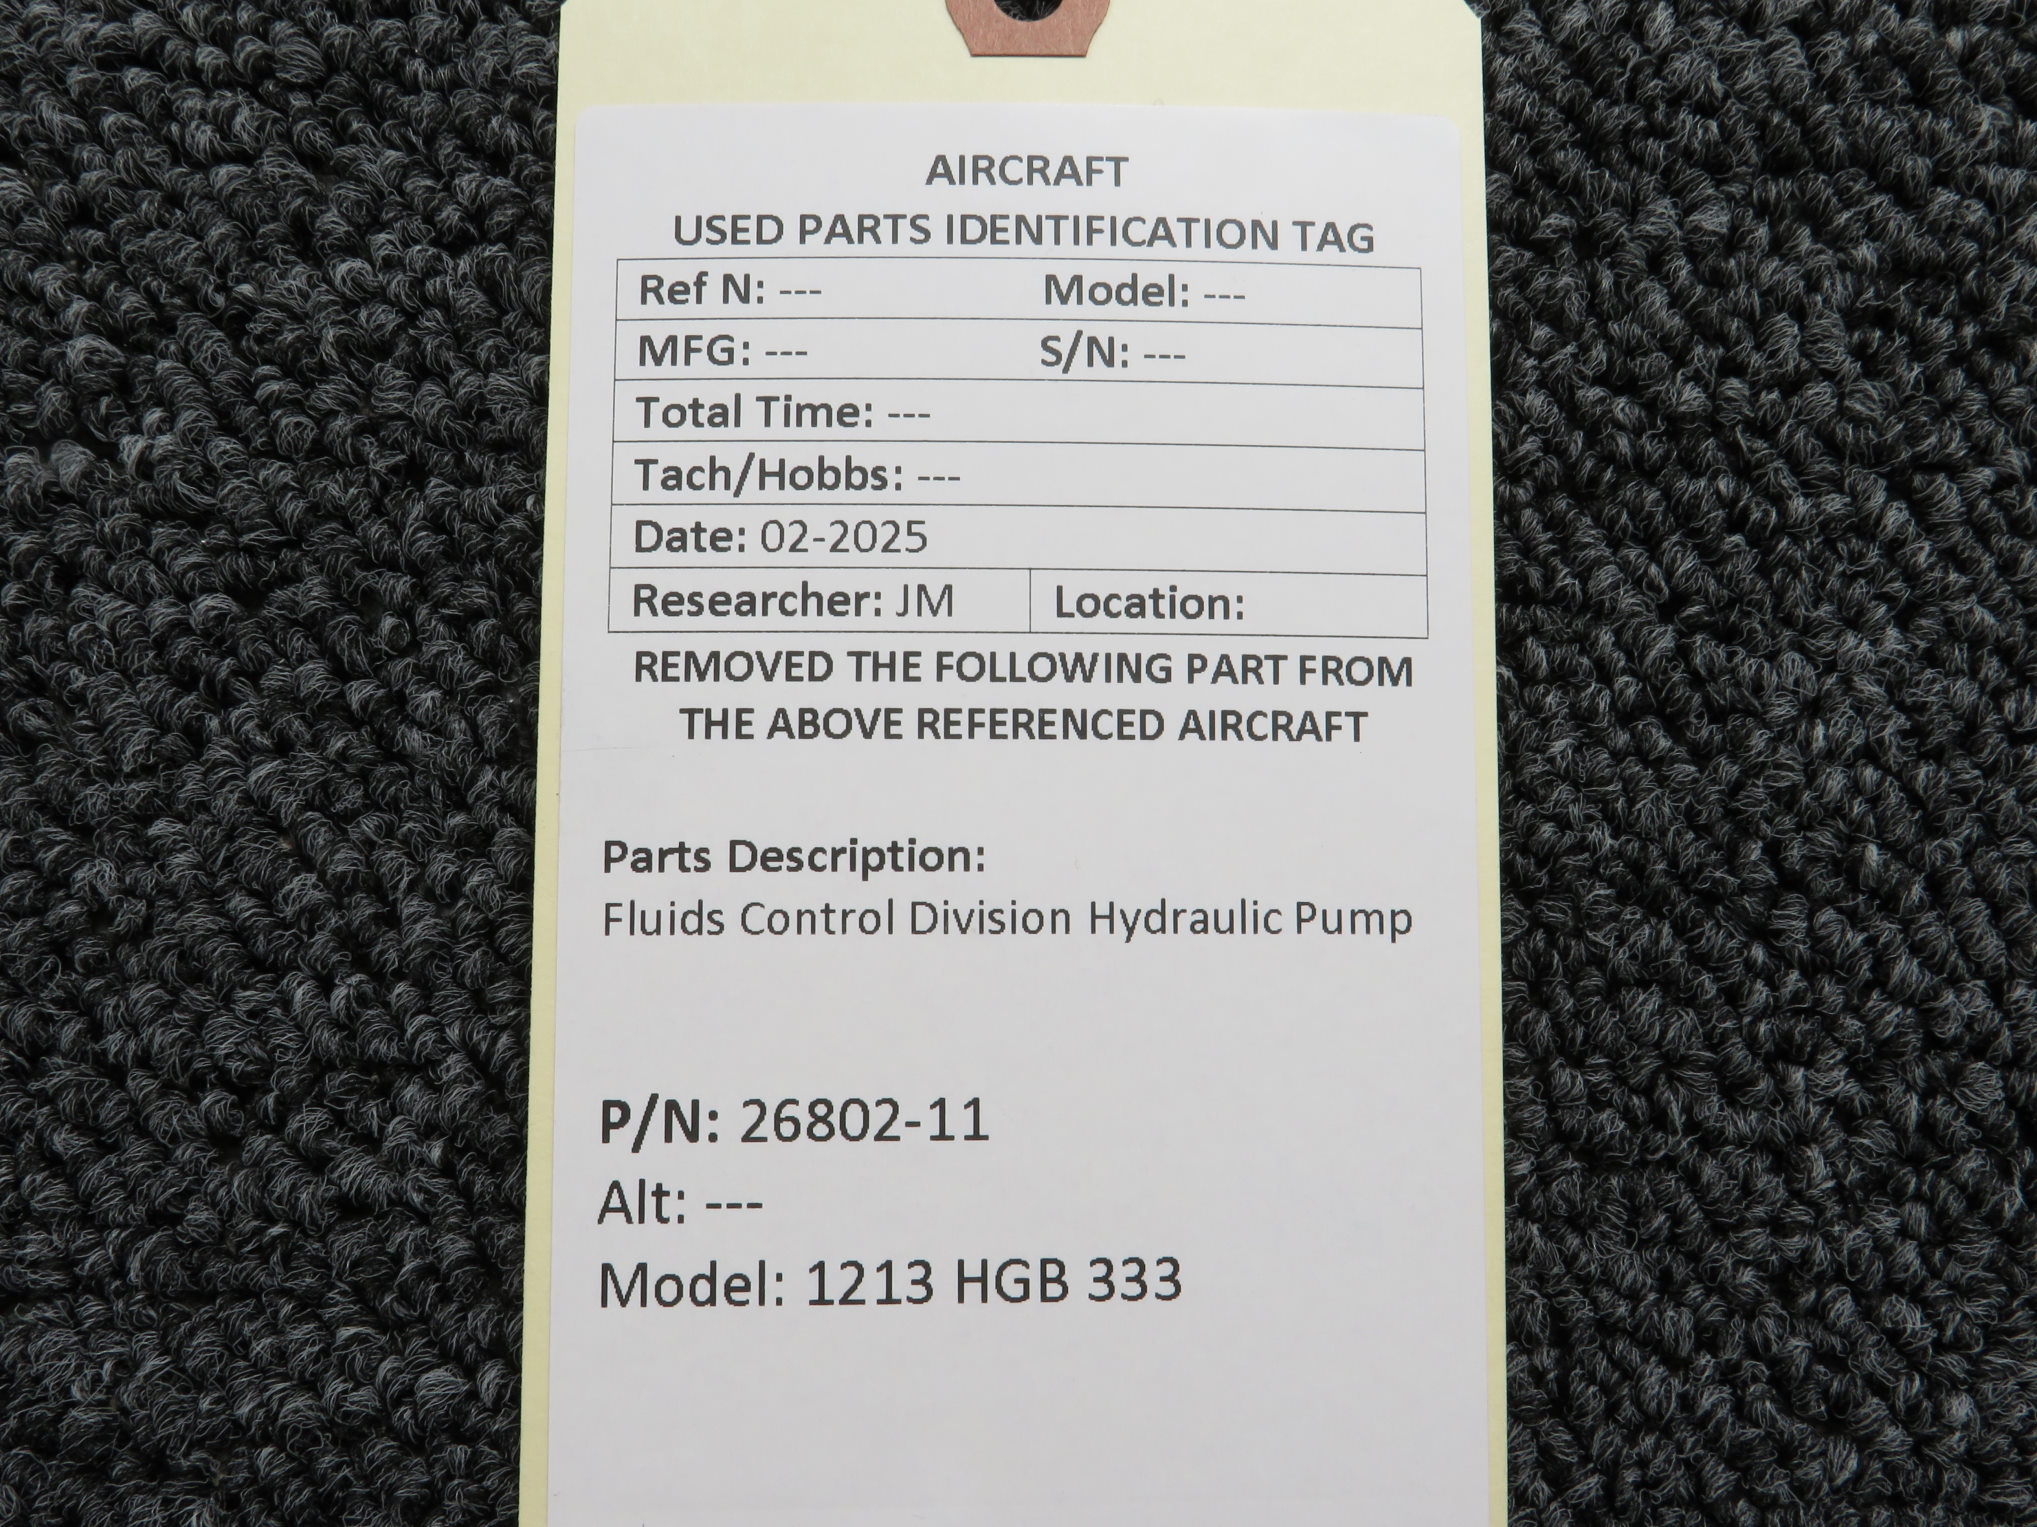 AIRCRAFT
USED PARTS IDENTIFICATION TAG
Ref N: --- Model: ---
MFG: --- S/N: ---
Total Time: ---
Tach/Hobbs: ---
Date: 02-2025
Researcher: JM Location:
REMOVED THE FOLLOWING PART FROM
THE ABOVE REFERENCED AIRCRAFT
Parts Description:
Fluids Control Division Hydraulic Pump
P/N: 26802-11
Alt: ---
Model: 1213 HGB 333